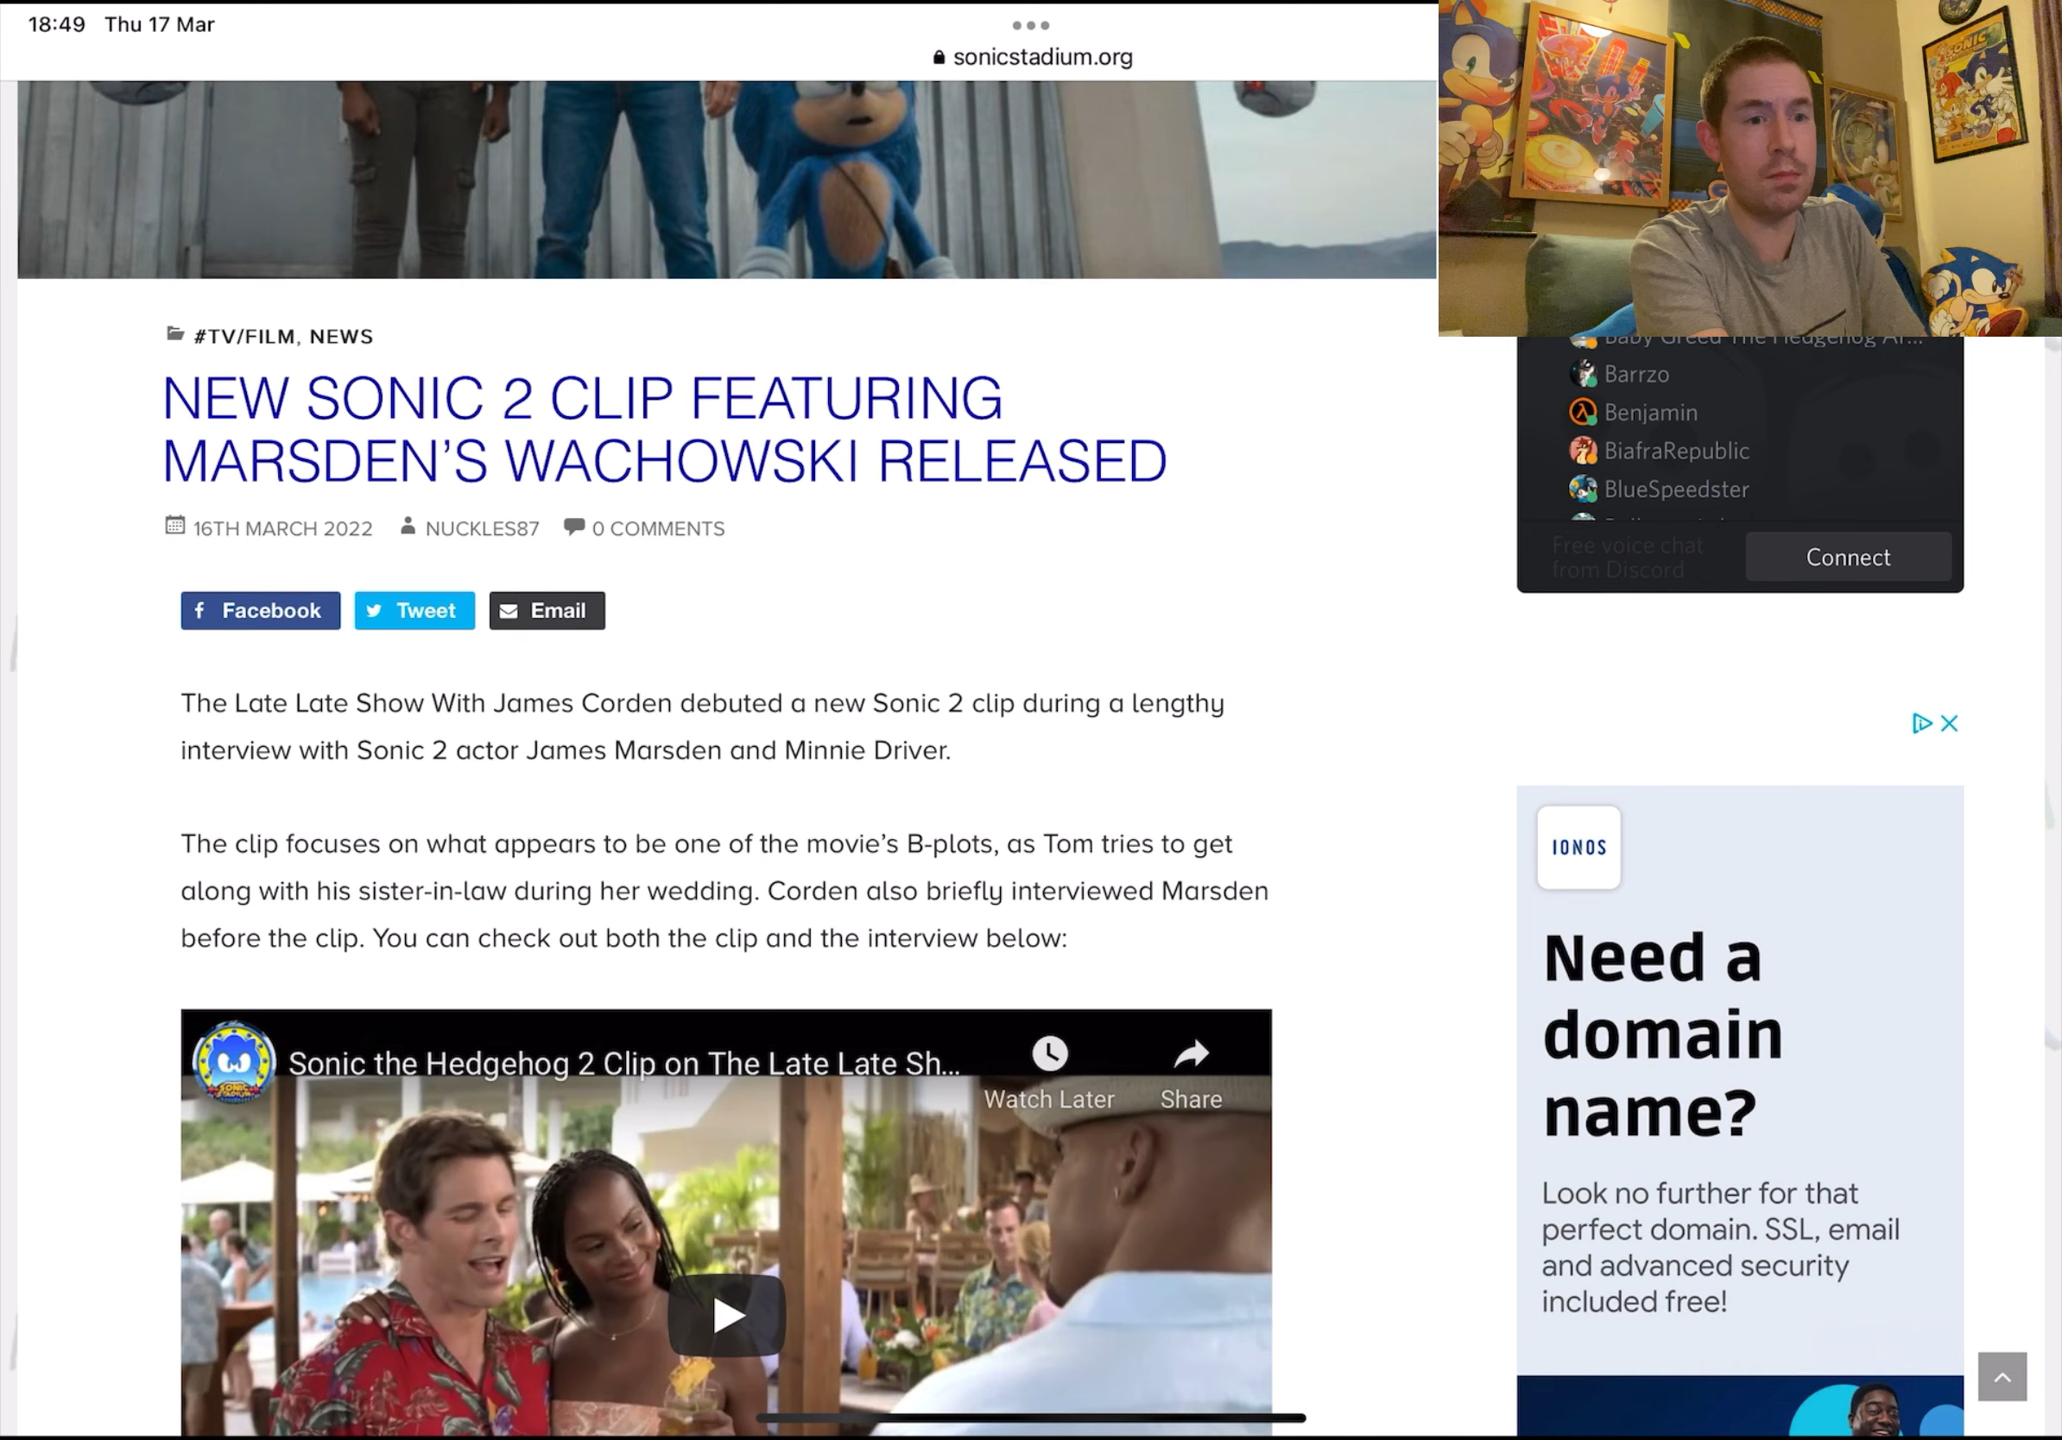 18:49 Thu 17 Mar
sonicstadium.org
SONIC
#TV/FILM, NEWS
NEW SONIC 2 CLIP FEATURING
MARSDEN'S WACHOWSKI RELEASED
16TH MARCH 2022 NUCKLES87 0 COMMENTS
Facebook Tweet Email
The Late Late Show With James Corden debuted a new Sonic 2 clip during a lengthy
interview with Sonic 2 actor James Marsden and Minnie Driver.
The clip focuses on what appears to be one of the movie's B-plots, as Tom tries to get
along with his sister-in-law during her wedding. Corden also briefly interviewed Marsden
before the clip. You can check out both the clip and the interview below:
Sonic the Hedgehog 2 Clip on The Late Late Sh...
Watch Later Share
Baby Greed The Hedgehog Ar...
Barrzo
Benjamin
BiafraRepublic
BlueSpeedster
Free voice chat
from Discord
Connect
IONOS
Need a
domain
name?
Look no further for that
perfect domain. SSL, email
and advanced security
included free!